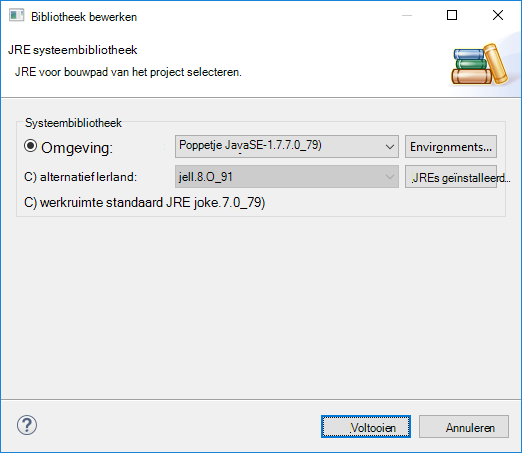 Bibliotheek bewerken
JRE systeembibliotheek
JRE voor bouwpad van het project selecteren.
Systeembibliotheek
Omgeving:
Poppetje JavaSE-1.7.7.0_79)
Environments...
C) alternatief Ierland:
jell.8.O_91
.JREs geïnstalleerd...
C) werkruimte standaard JRE joke.7.0_79)
.Voltooien
Annuleren